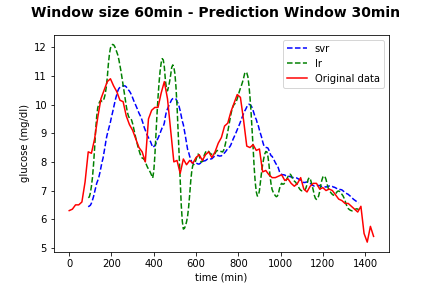 Window size 60min - Prediction Window 30min
svr
lr
Original data
12
11
10
9
8
7
6
5
glucose (mg/dl)
0
200
400
600
800
1000
1200
1400
time (min)